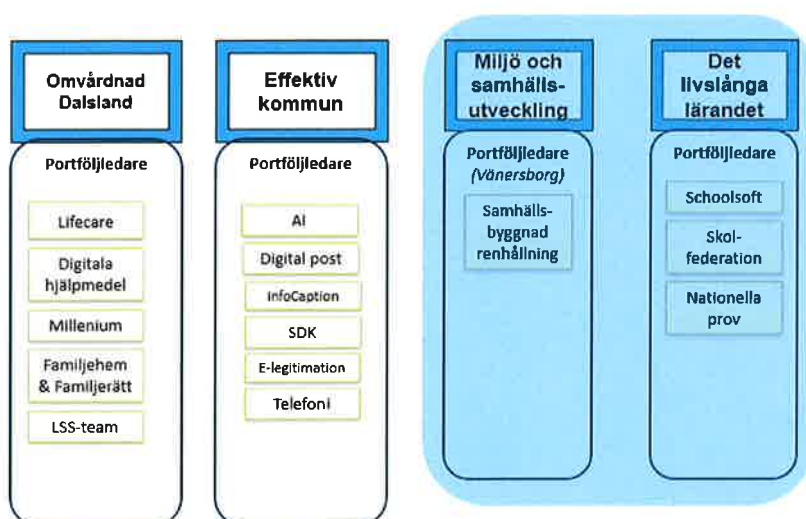 Omvårdnad
Dalsland
Portföljledare
Lifecare
Digitala
hjälpmedel
Millenium
Familjehem
& Familjerätt
LSS-team
Effektiv
kommun
Portföljledare
AI
Digital post
InfoCaption
SDK
E-legitimation
Telefoni
Miljö och
samhälls-
utveckling
Portföljledare
(Vänersborg)
Samhälls-
byggnad
renhållning
Det
livslånga
lärandet
Portföljledare
Schoolsoft
Skol-
federation
Nationella
prov